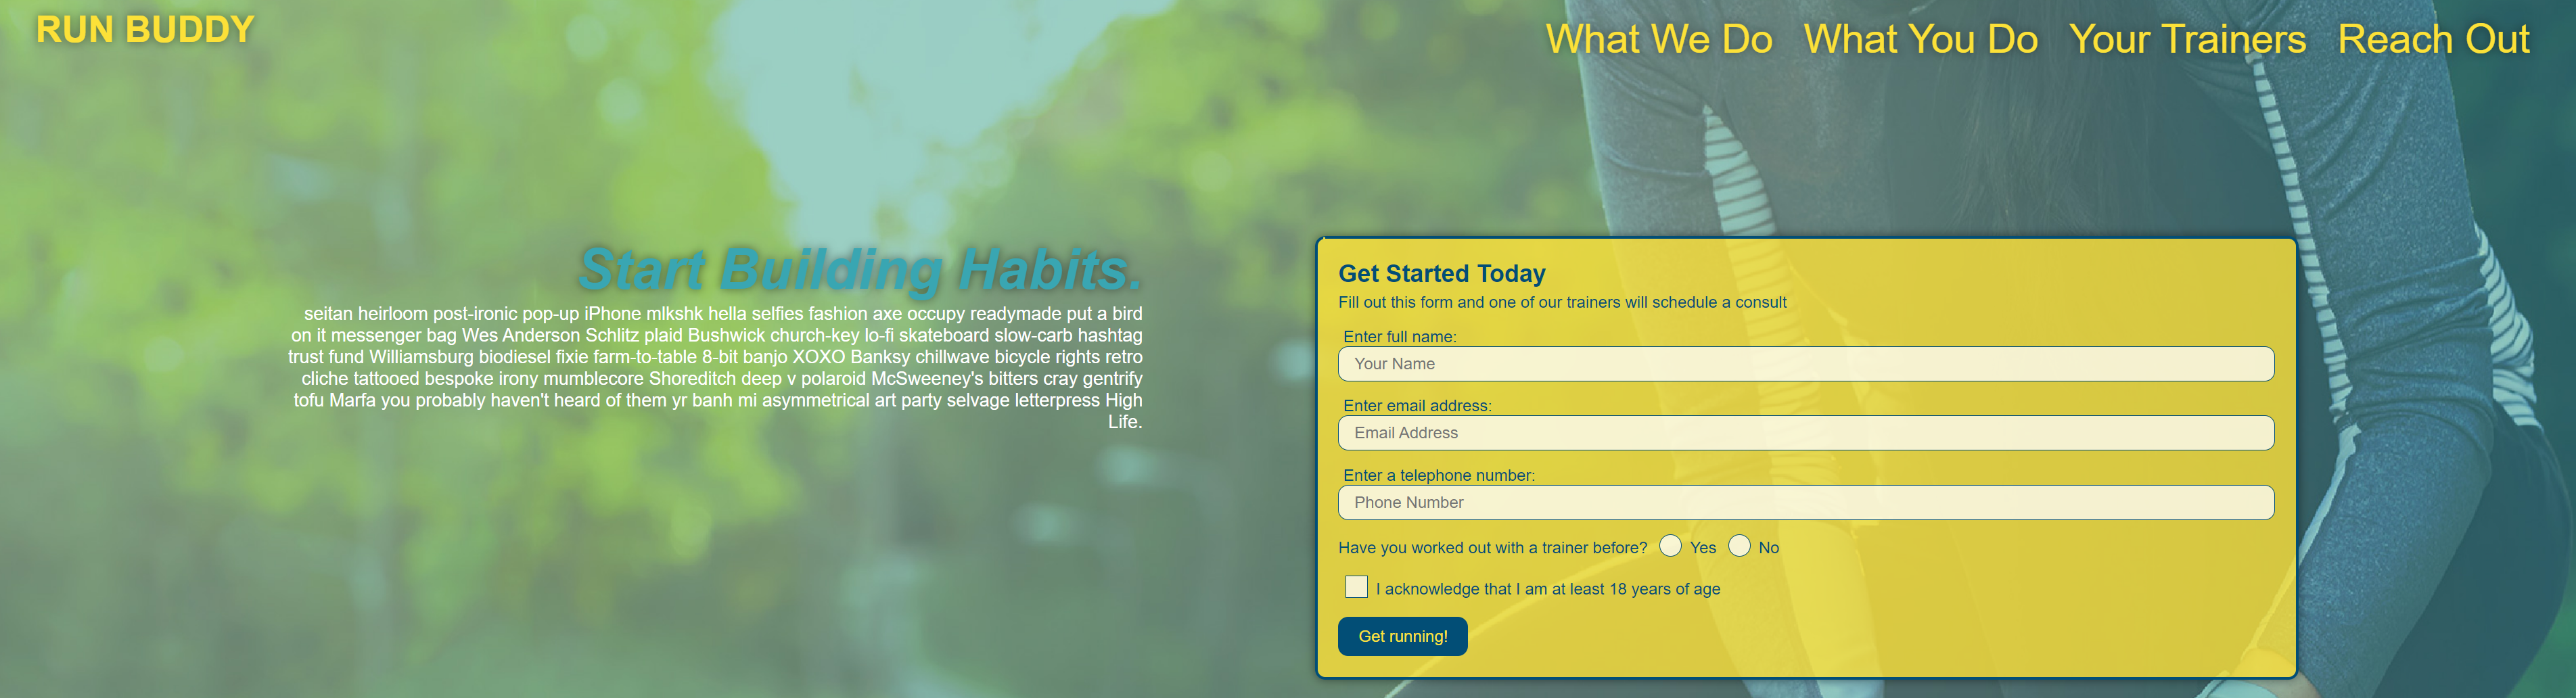 RUN BUDDY
What We Do What You Do Your Trainers Reach Out
Start Building Habits.
seitan heirloom post-ironic pop-up iPhone mlkshk hella selfies fashion axe occupy readymade put a bird
on it messenger bag Wes Anderson Schlitz plaid Bushwick church-key lo-fi skateboard slow-carb hashtag
trust fund Williamsburg biodiesel fixie farm-to-table 8-bit banjo XOXO Banksy chillwave bicycle rights retro
cliche tattooed bespoke irony mumblecore Shoreditch deep v polaroid McSweeney's bitters cray gentrify
tofu Marfa you probably haven't heard of them yr banh mi asymmetrical art party selvage letterpress High
Life.
Get Started Today
Fill out this form and one of our trainers will schedule a consult
Enter full name:
Your Name
Enter email address:
Email Address
Enter a telephone number:
Phone Number
Have you worked out with a trainer before? Yes No
I acknowledge that I am at least 18 years of age
Get running!